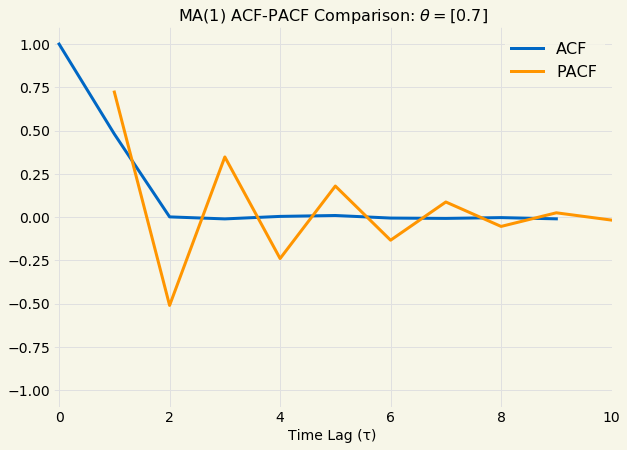 MA(1) ACF-PACF Comparison: θ = [0.7]
ACF
PACF
1.00
0.75
0.50
0.25
0.00
−0.25
−0.50
−0.75
−1.00
0 2 4 6 8 10
Time Lag (τ)